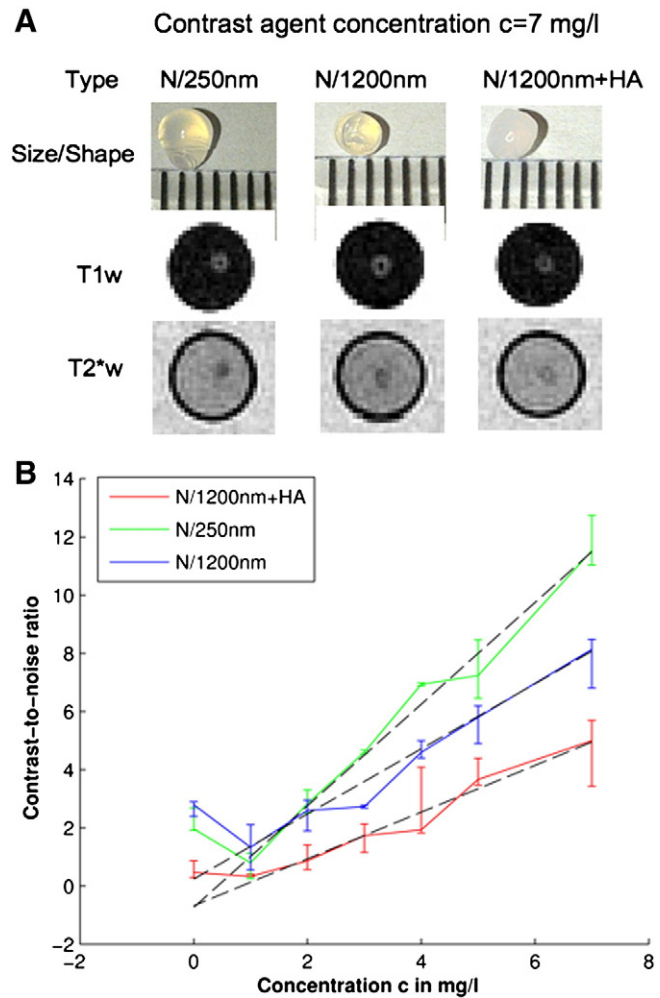 A
Contrast agent concentration c=7 mg/l
Type N/250nm N/1200nm N/1200nm+HA
Size/Shape
T1w
T2*w
B
14
12
10
8
6
4
2
0
−2
N/1200nm+HA
N/250nm
N/1200nm
Contrast−to−noise ratio
−2 0 2 4 6 8
Concentration c in mg/l